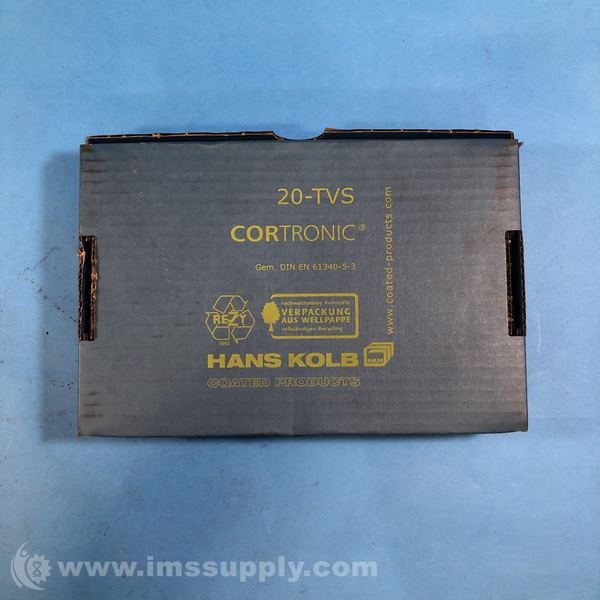 20-TVS
CORTRONIC®
Gem. DIN EN 61340-5-3
www.coated-products.com
REZY
nachwachsende Rohstoffe
VERPACKUNG
AUS WELLPAPPE
vollständiges Recycling
HANS KOLB
HKM
COATED PRODUCTS
www.imssupply.com